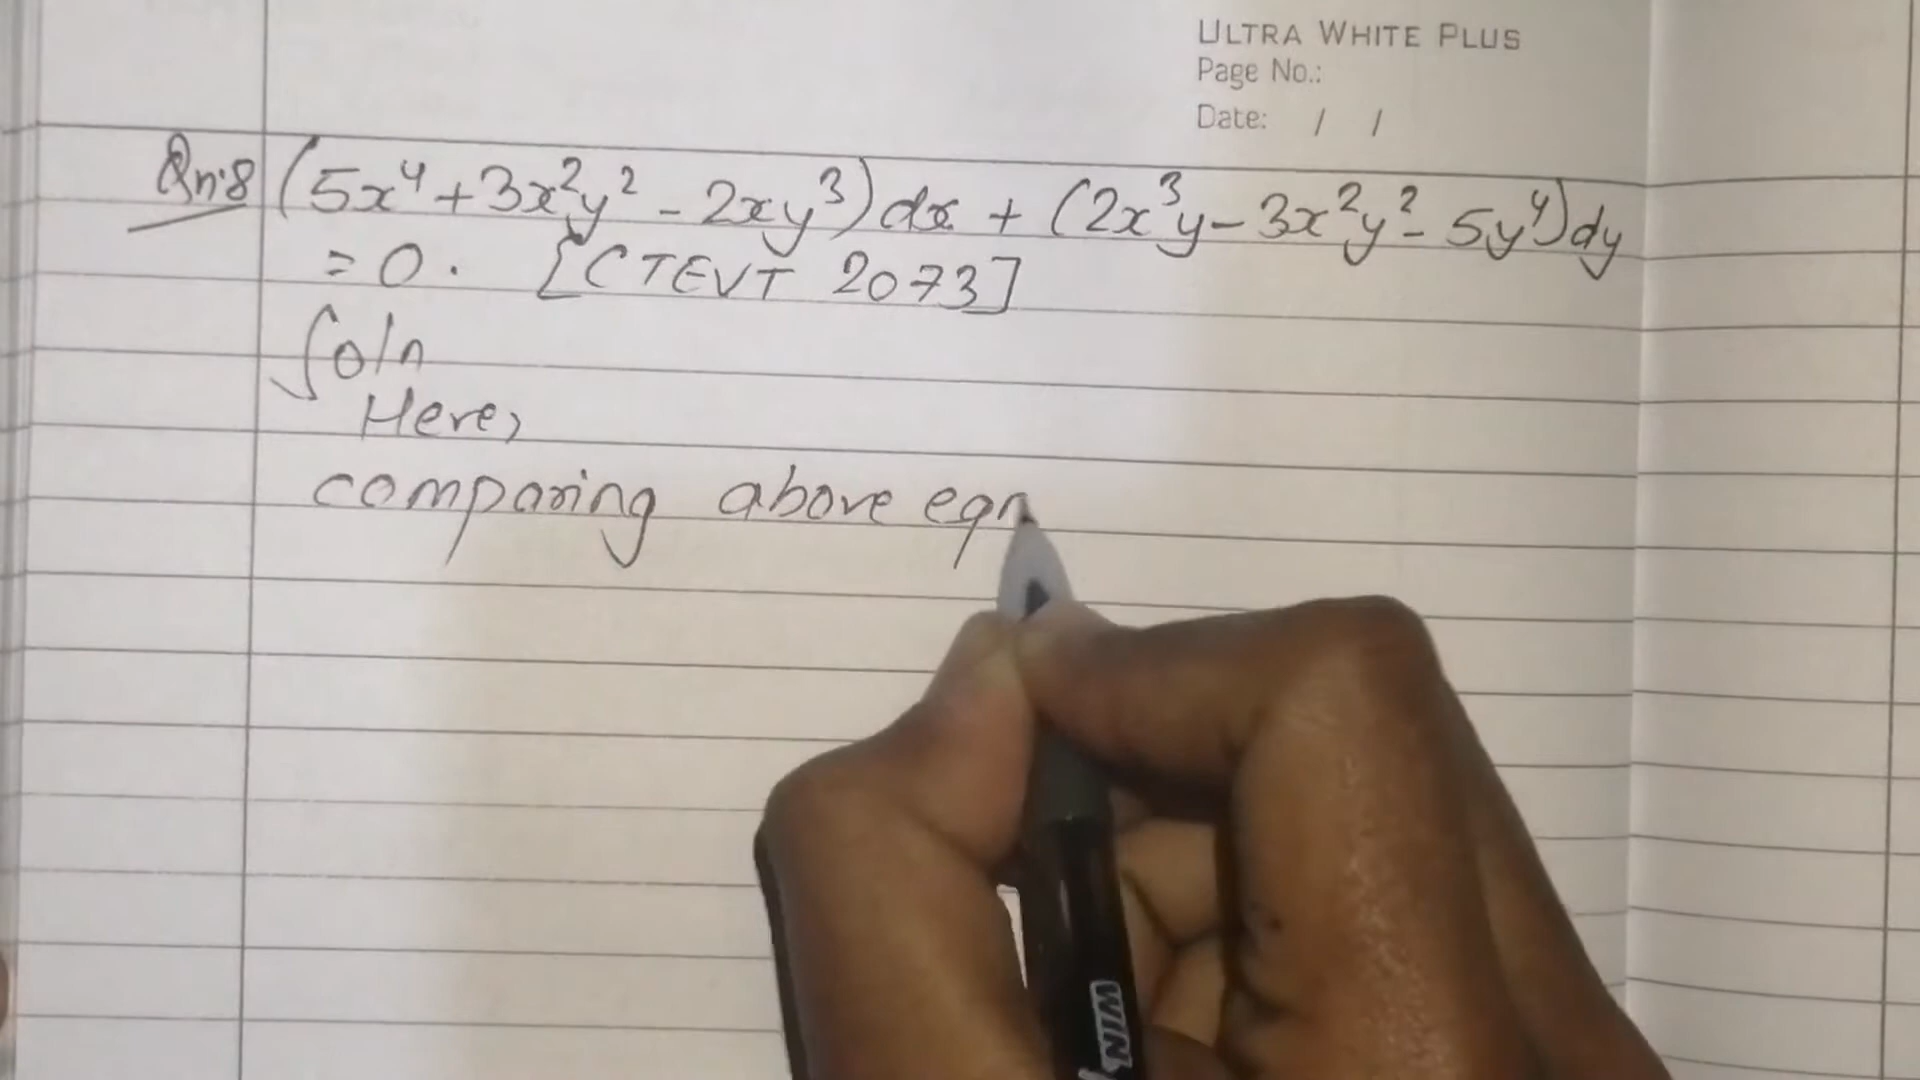 ULTRA WHITE PLUS
Page No.:
Date: / /
Qn.8 (5x⁴ + 3x²y² - 2xy³)dx + (2x³y - 3x²y² - 5y⁴)dy
= 0. [CTEVT 2073]
Soln
Here,
comparing above eqn
WIN